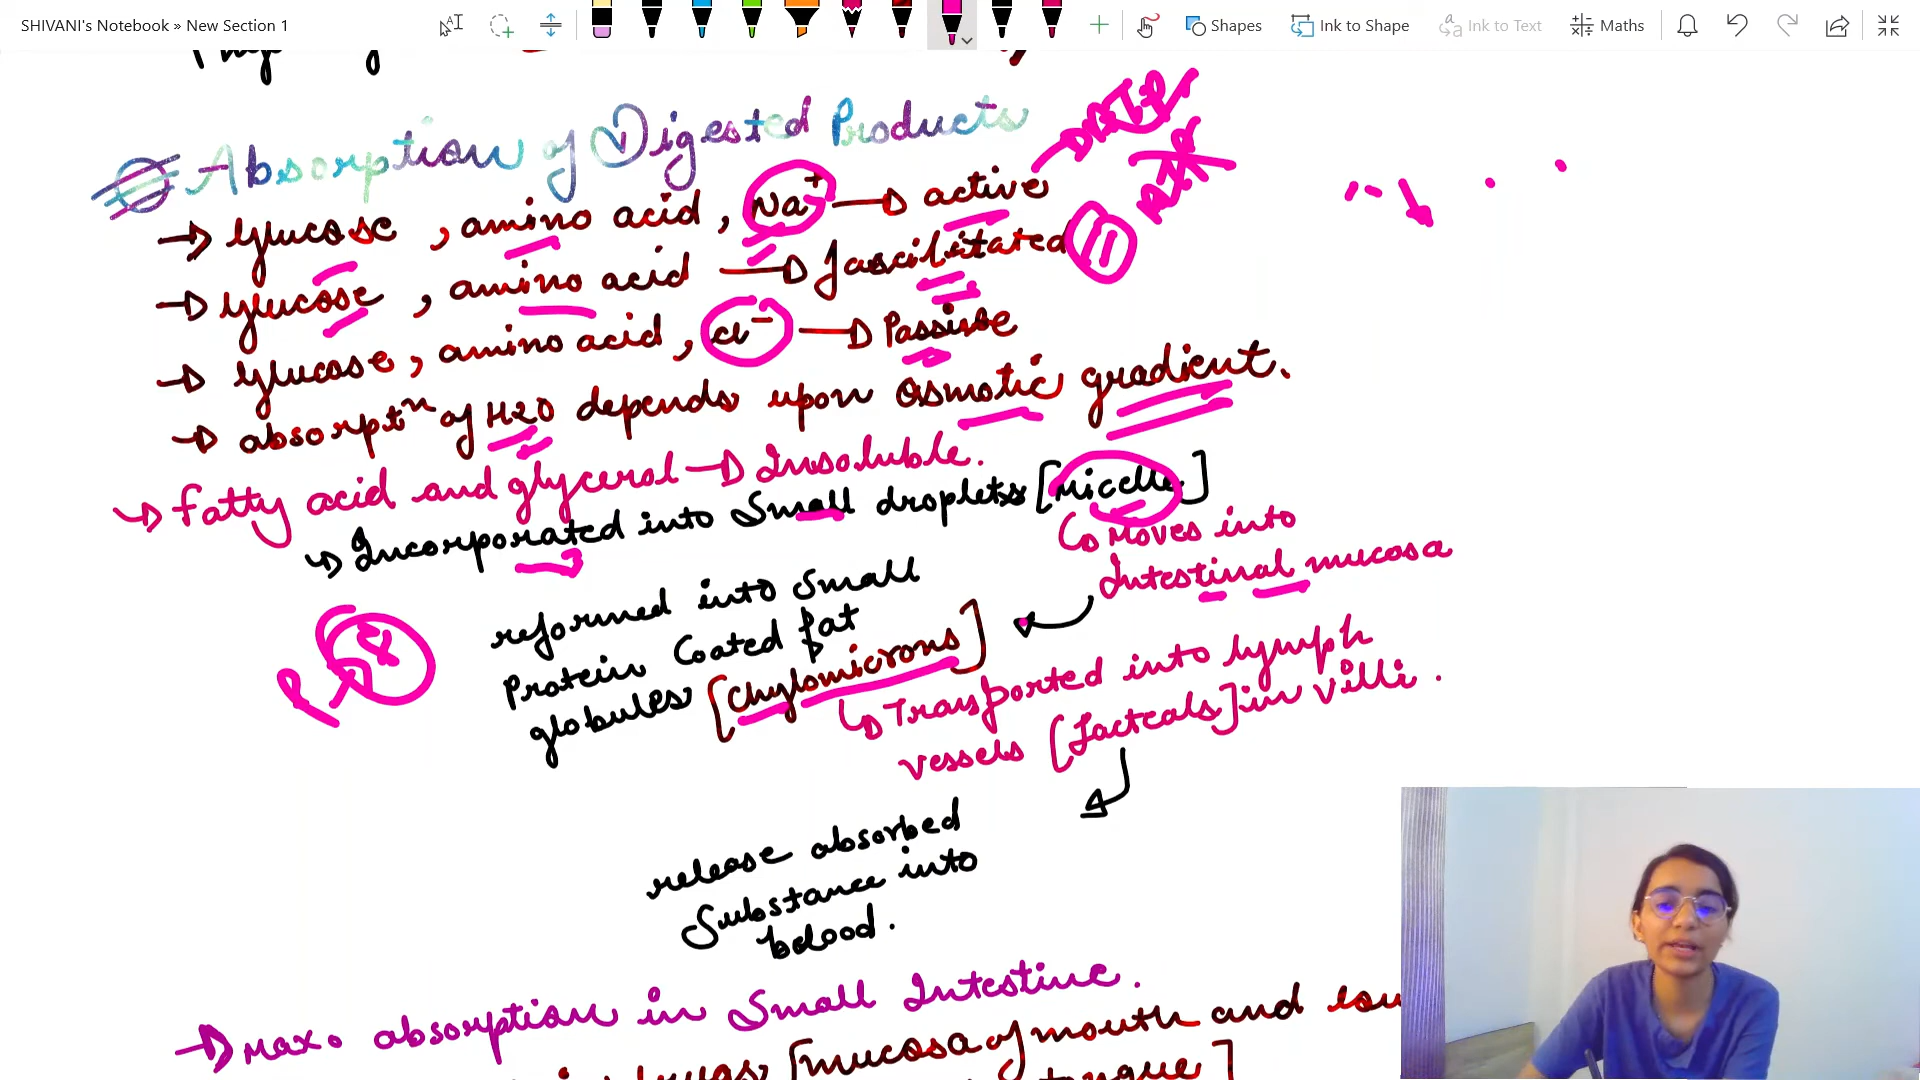 SHIVANI's Notebook » New Section 1
Shapes
Ink to Shape
Ink to Text
Maths
Absorption of Digested Products
→ Glucose, amino acid, Na+ → active
ATP
→ Glucose, amino acid → fascilitated
→ Glucose, amino acid, Cl- → Passive
→ absorptn of H2O depends upon Osmotic gradient.
→ Fatty acid and glycerol → Insoluble.
→ Incorporated into Small droplets [Micelle]
↳ Moves into
Intestinal mucosa
reformed into Small
Protein Coated fat
globules [Chylomicrons]
↳ Transported into lymph
vessels [Lacteals] in villi.
release absorbed
Substance into
blood.
→ max. absorption in Small Intestine.
[mucosa of mouth and
tongue]